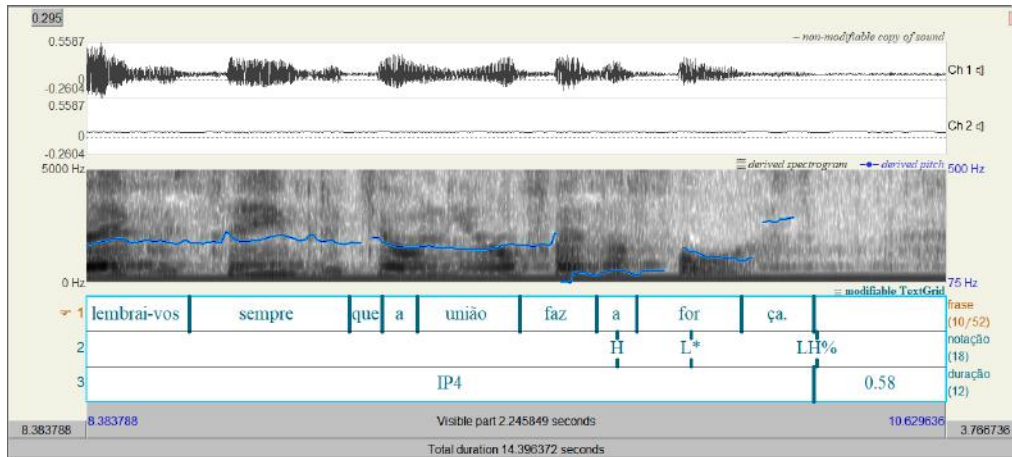 0.295
0.5587
– non-modifiable copy of sound
0
-0.2604
Ch 1
0.5587
0
-0.2604
Ch 2
5000 Hz
derived spectrogram
derived pitch
500 Hz
0 Hz
75 Hz
modifiable TextGrid
1 lembrai-vos sempre que a união faz a for ça. frase (10/52)
2 H L* LH% notação (18)
3 IP4 0.58 duração (12)
8.383788 8.383788 Visible part 2.245849 seconds 10.629636 3.766736
Total duration 14.396372 seconds